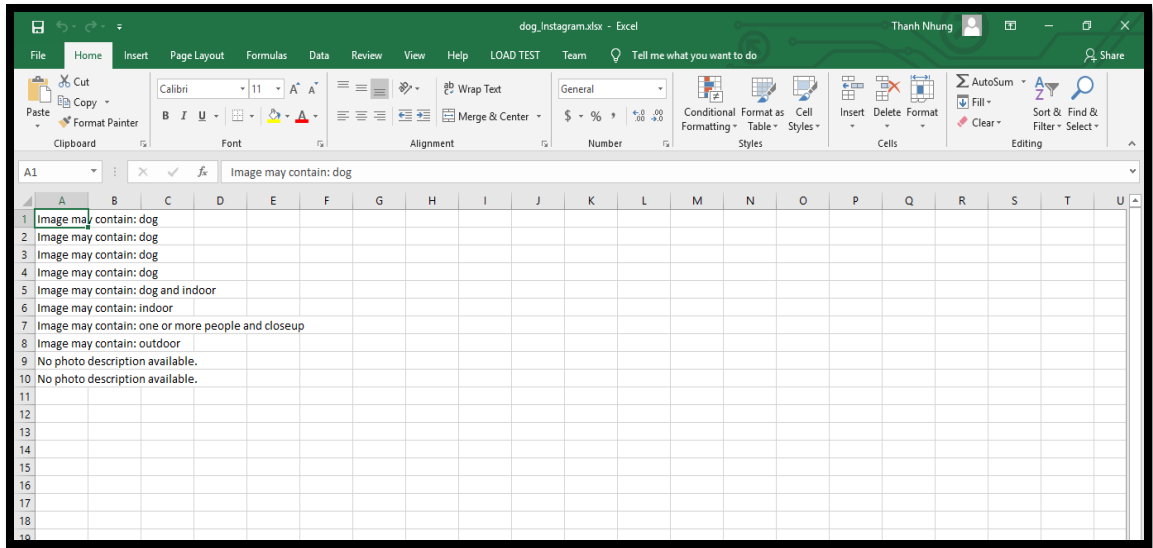 dog_Instagram.xlsx - Excel
Thanh Nhung
File Home Insert Page Layout Formulas Data Review View Help LOAD TEST Team Tell me what you want to do Share
Paste
Cut
Copy
Format Painter
Clipboard
Calibri 11 A A
B I U A
Font
ab Wrap Text
Merge & Center
Alignment
General
$ % , .0 .00 .00 .0
Number
Conditional Formatting
Format as Table
Cell Styles
Styles
Insert Delete Format
Cells
AutoSum
Fill
Clear
Sort & Filter
Find & Select
Editing
A1 fx Image may contain: dog
A B C D E F G H I J K L M N O P Q R S T U
1 Image may contain: dog
2 Image may contain: dog
3 Image may contain: dog
4 Image may contain: dog
5 Image may contain: dog and indoor
6 Image may contain: indoor
7 Image may contain: one or more people and closeup
8 Image may contain: outdoor
9 No photo description available.
10 No photo description available.
11
12
13
14
15
16
17
18
19